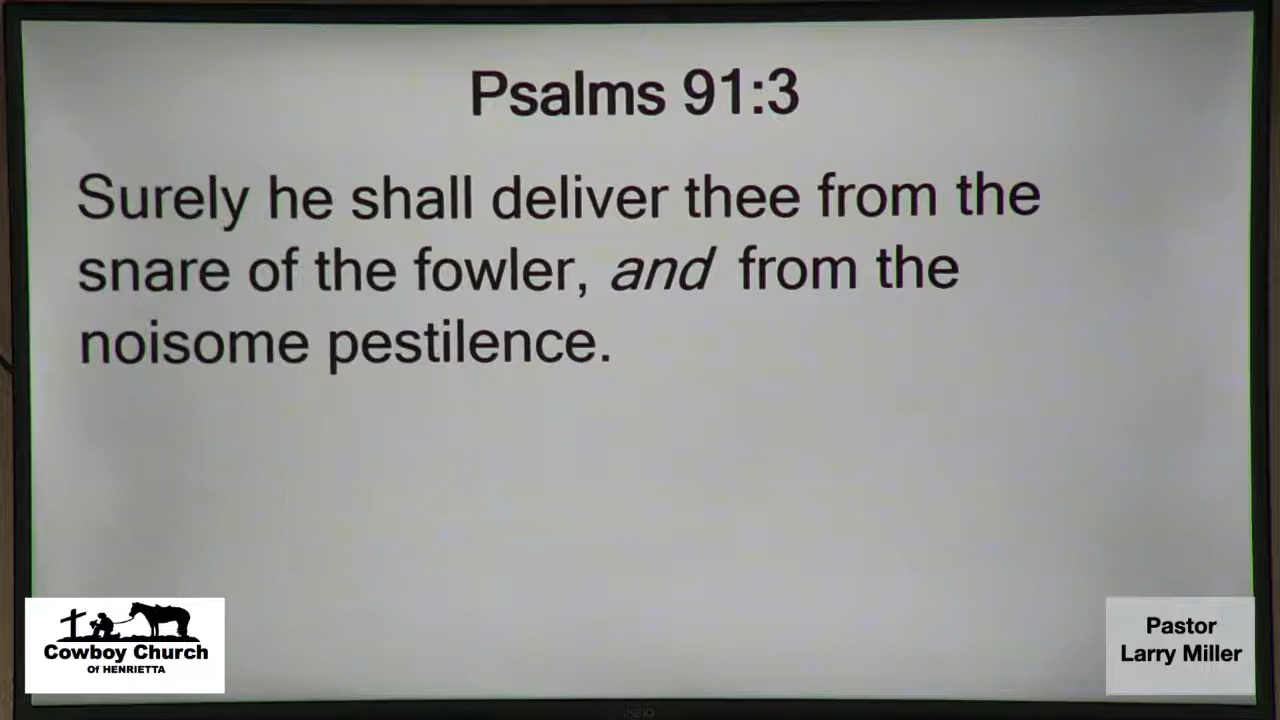 Psalms 91:3
Surely he shall deliver thee from the
snare of the fowler, and from the
noisome pestilence.
Cowboy Church
OF HENRIETTA
Pastor
Larry Miller